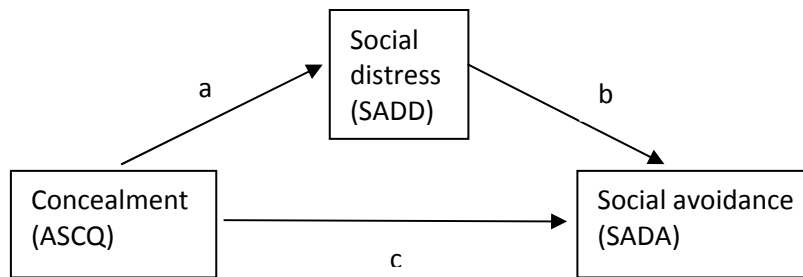 Social
distress
(SADD)
a
b
Concealment
(ASCQ)
Social avoidance
(SADA)
c